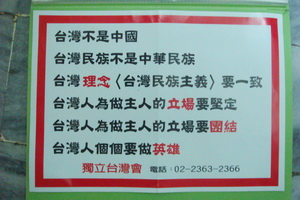 台灣不是中國
台灣民族不是中華民族
台灣理念〈台灣民族主義〉要一致
台灣人為做主人的立場要堅定
台灣人為做主人的立場要團結
台灣人個個要做英雄
獨立台灣會 電話：02-2363-2366